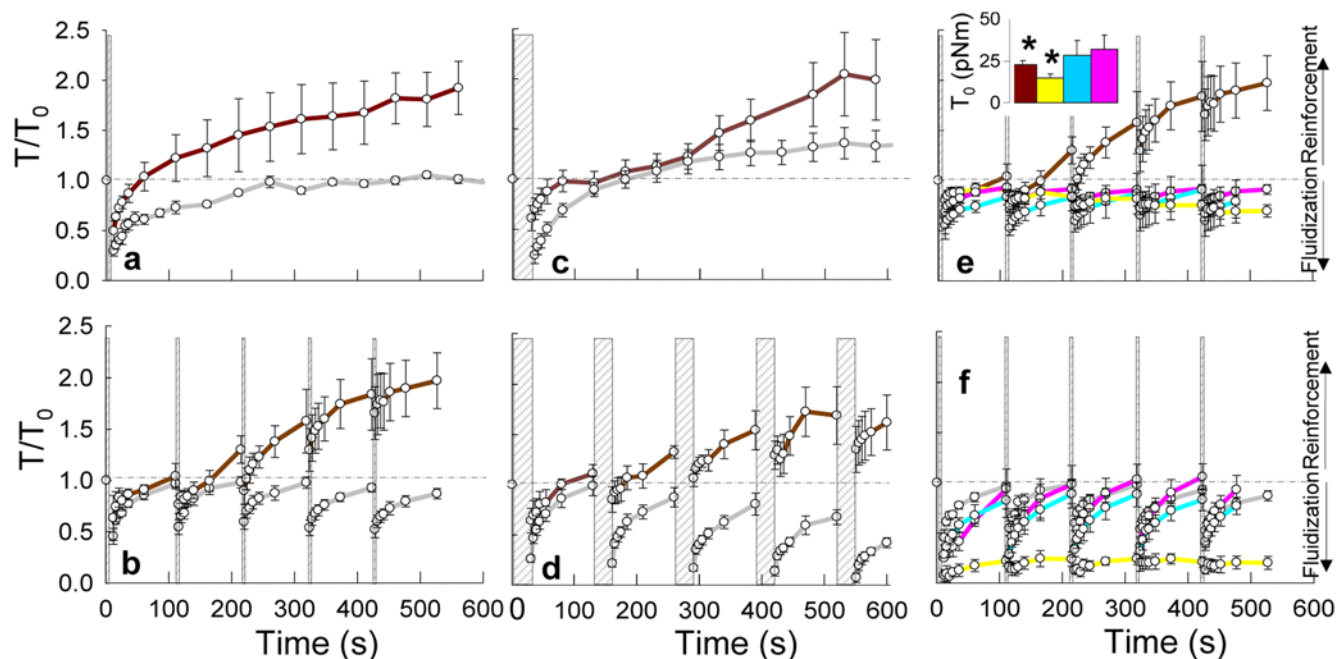 T/T0
2.5
2.0
1.5
1.0
0.5
0.0
a
c
T0 (pNm)
50
25
0
*
*
e
Fluidization Reinforcement
T/T0
2.5
2.0
1.5
1.0
0.5
0.0
b
d
f
Fluidization Reinforcement
0 100 200 300 400 500 600
0 100 200 300 400 500 600
0 100 200 300 400 500 600
Time (s)
Time (s)
Time (s)